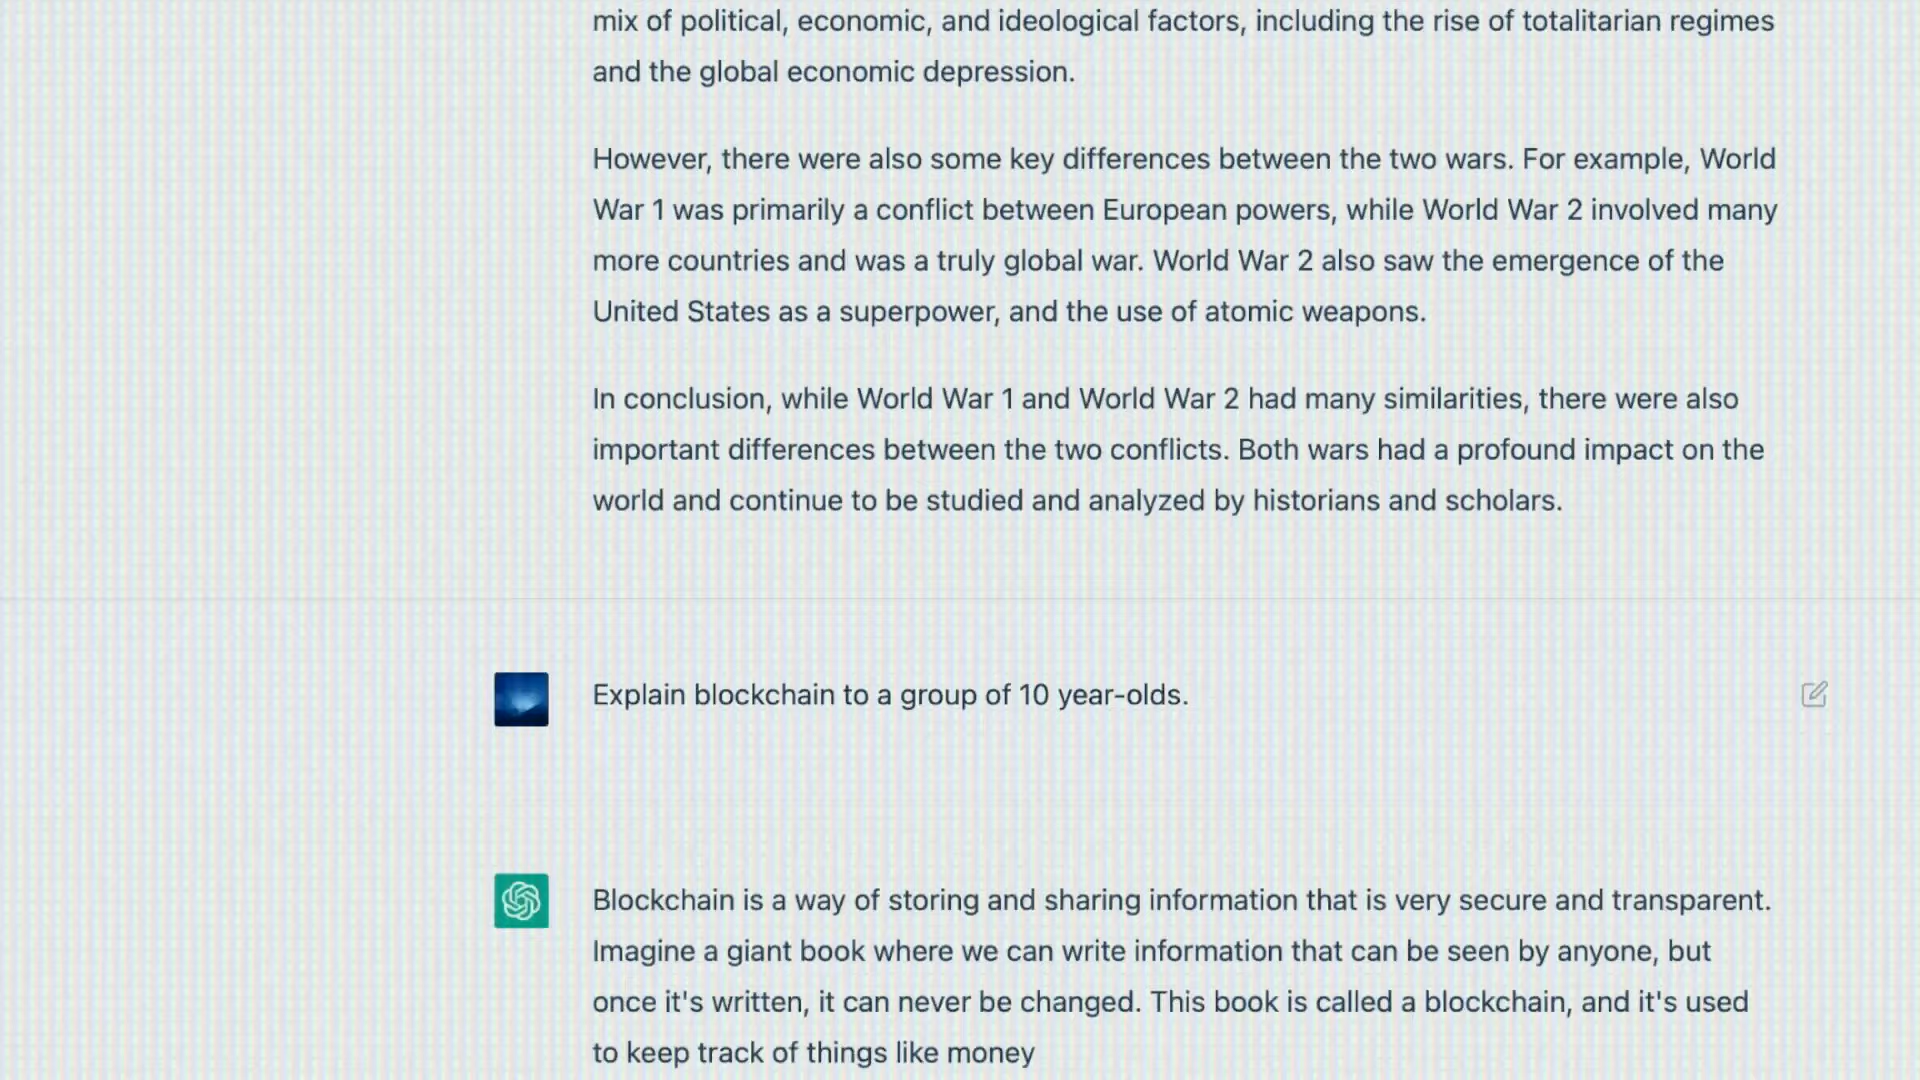 mix of political, economic, and ideological factors, including the rise of totalitarian regimes
and the global economic depression.
However, there were also some key differences between the two wars. For example, World
War 1 was primarily a conflict between European powers, while World War 2 involved many
more countries and was a truly global war. World War 2 also saw the emergence of the
United States as a superpower, and the use of atomic weapons.
In conclusion, while World War 1 and World War 2 had many similarities, there were also
important differences between the two conflicts. Both wars had a profound impact on the
world and continue to be studied and analyzed by historians and scholars.
Explain blockchain to a group of 10 year-olds.
Blockchain is a way of storing and sharing information that is very secure and transparent.
Imagine a giant book where we can write information that can be seen by anyone, but
once it's written, it can never be changed. This book is called a blockchain, and it's used
to keep track of things like money